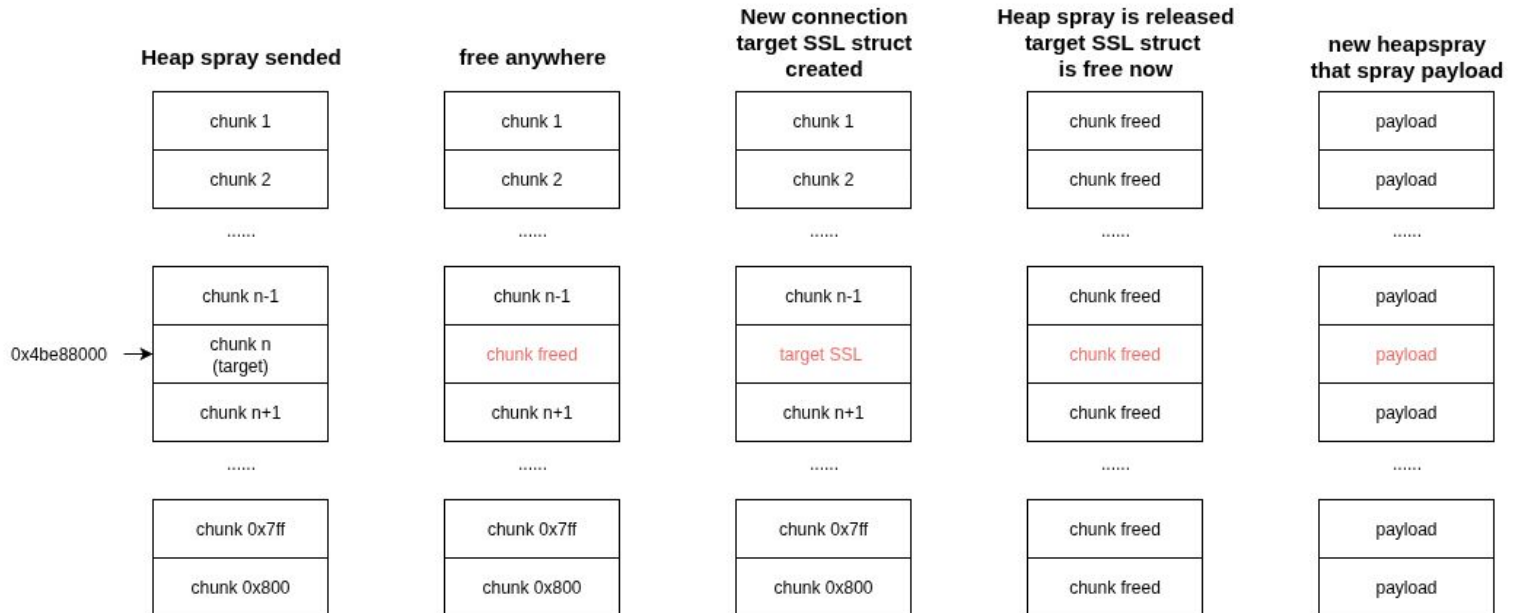 Heap spray sended
chunk 1
chunk 2
......
chunk n-1
0x4be88000
chunk n
(target)
chunk n+1
......
chunk 0x7ff
chunk 0x800
free anywhere
chunk 1
chunk 2
......
chunk n-1
chunk freed
chunk n+1
......
chunk 0x7ff
chunk 0x800
New connection
target SSL struct
created
chunk 1
chunk 2
......
chunk n-1
target SSL
chunk n+1
......
chunk 0x7ff
chunk 0x800
Heap spray is released
target SSL struct
is free now
chunk freed
chunk freed
......
chunk freed
chunk freed
chunk freed
......
chunk freed
chunk freed
new heapspray
that spray payload
payload
payload
......
payload
payload
payload
......
payload
payload